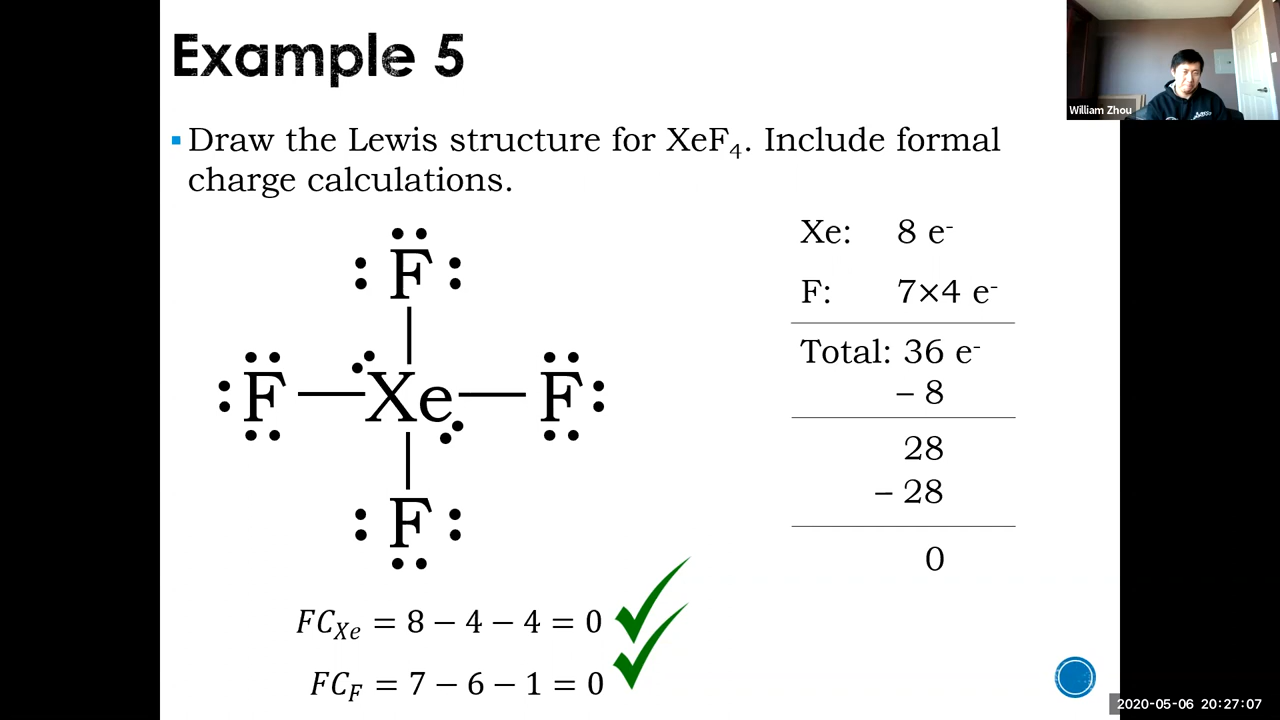 Example 5
William Zhou
▪ Draw the Lewis structure for XeF₄. Include formal
charge calculations.
Xe: 8 e⁻
F: 7×4 e⁻
Total: 36 e⁻
– 8
28
– 28
0
F
F Xe F
F
FC_Xe = 8 − 4 − 4 = 0
FC_F = 7 − 6 − 1 = 0
2020-05-06 20:27:07